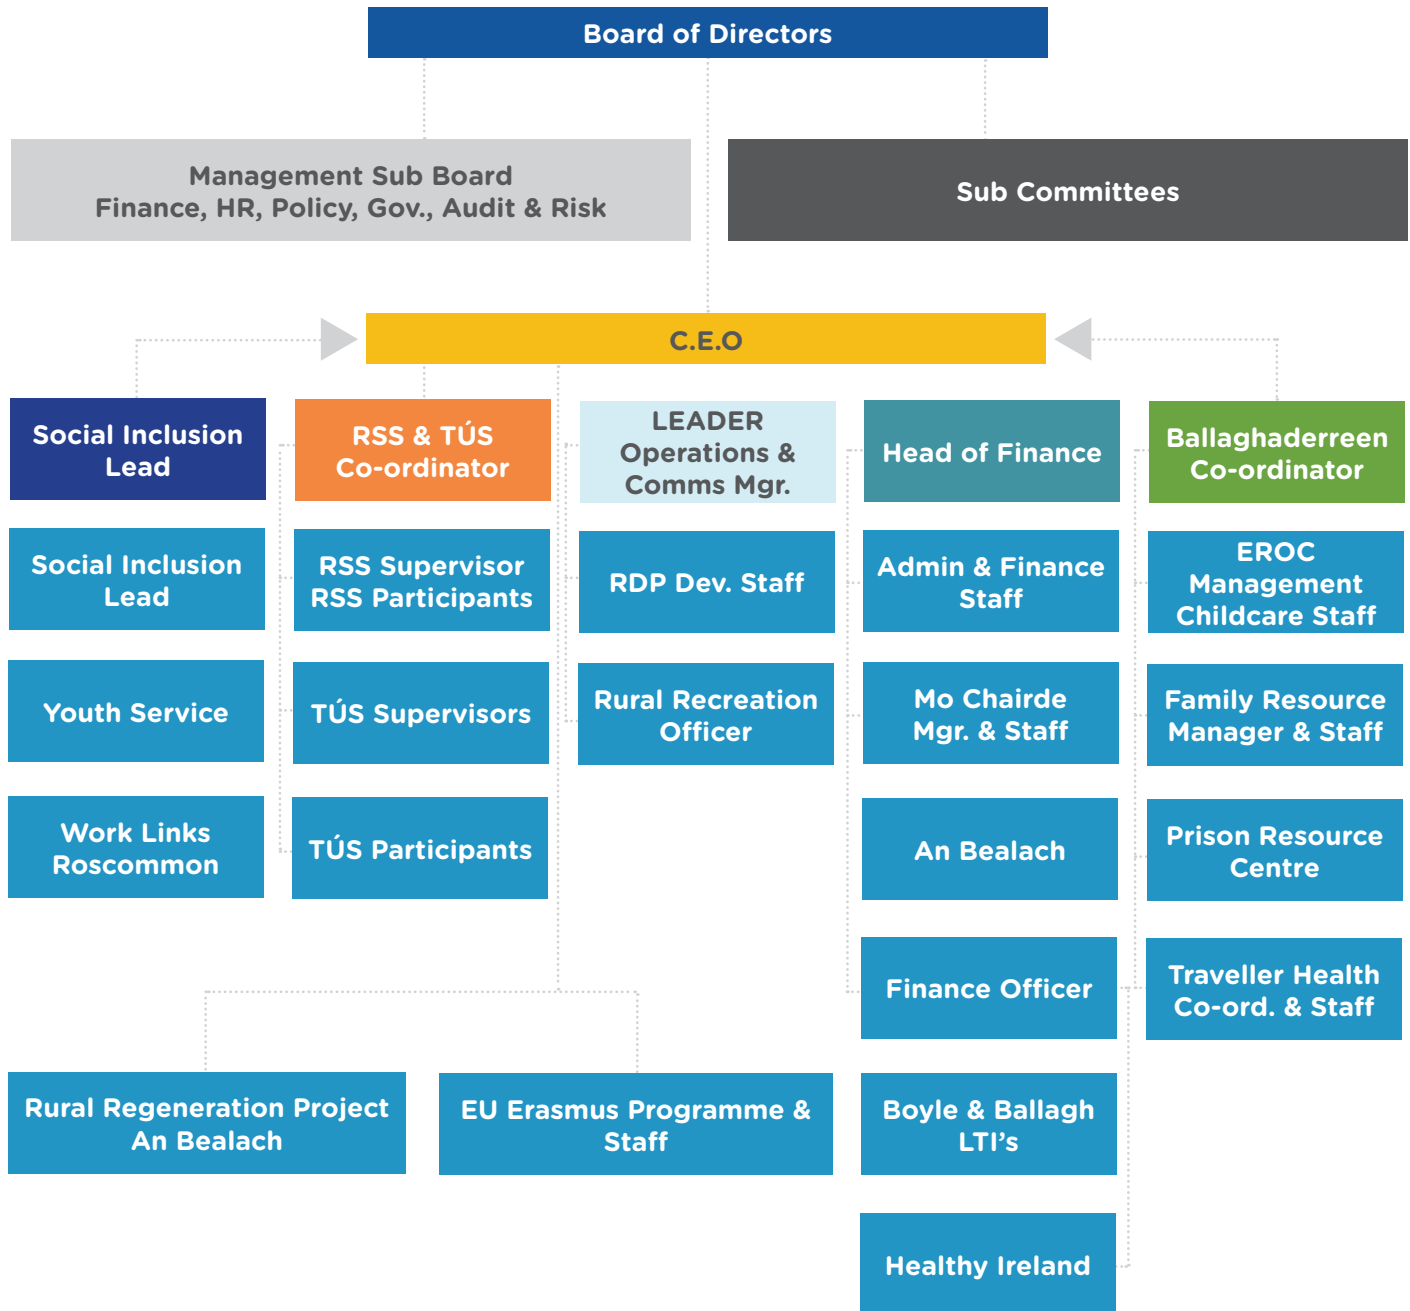 Board of Directors
Management Sub Board
Finance, HR, Policy, Gov., Audit & Risk
Sub Committees
C.E.O
Social Inclusion
Lead
RSS & TÚS
Co-ordinator
LEADER
Operations &
Comms Mgr.
Head of Finance
Ballaghaderreen
Co-ordinator
Social Inclusion
Lead
RSS Supervisor
RSS Participants
RDP Dev. Staff
Admin & Finance
Staff
EROC
Management
Childcare Staff
Youth Service
TÚS Supervisors
Rural Recreation
Officer
Mo Chairde
Mgr. & Staff
Family Resource
Manager & Staff
Work Links
Roscommon
TÚS Participants
An Bealach
Prison Resource
Centre
Finance Officer
Traveller Health
Co-ord. & Staff
Rural Regeneration Project
An Bealach
EU Erasmus Programme &
Staff
Boyle & Ballagh
LTI's
Healthy Ireland